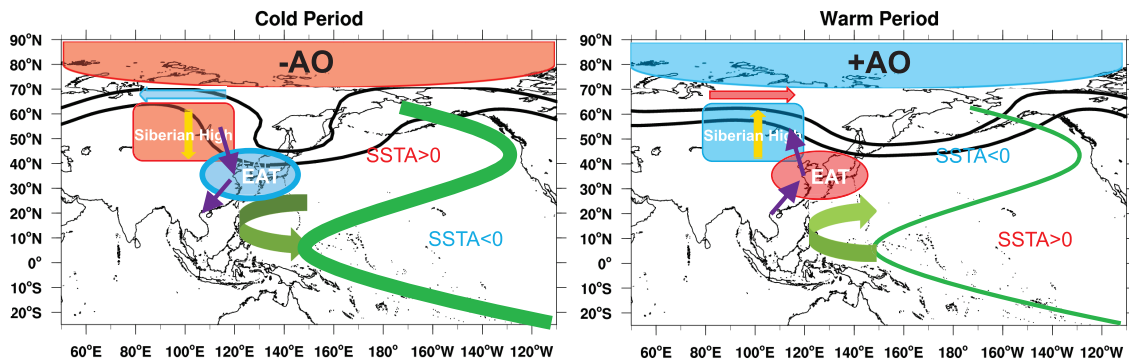 Cold Period
Warm Period
90°N
80°N
70°N
60°N
50°N
40°N
30°N
20°N
10°N
0°
10°S
20°S
-AO
Siberian High
EAT
SSTA>0
SSTA<0
60°E
80°E
100°E
120°E
140°E
160°E
180°
160°W
140°W
120°W
90°N
80°N
70°N
60°N
50°N
40°N
30°N
20°N
10°N
0°
10°S
20°S
+AO
Siberian High
EAT
SSTA<0
SSTA>0
60°E
80°E
100°E
120°E
140°E
160°E
180°
160°W
140°W
120°W